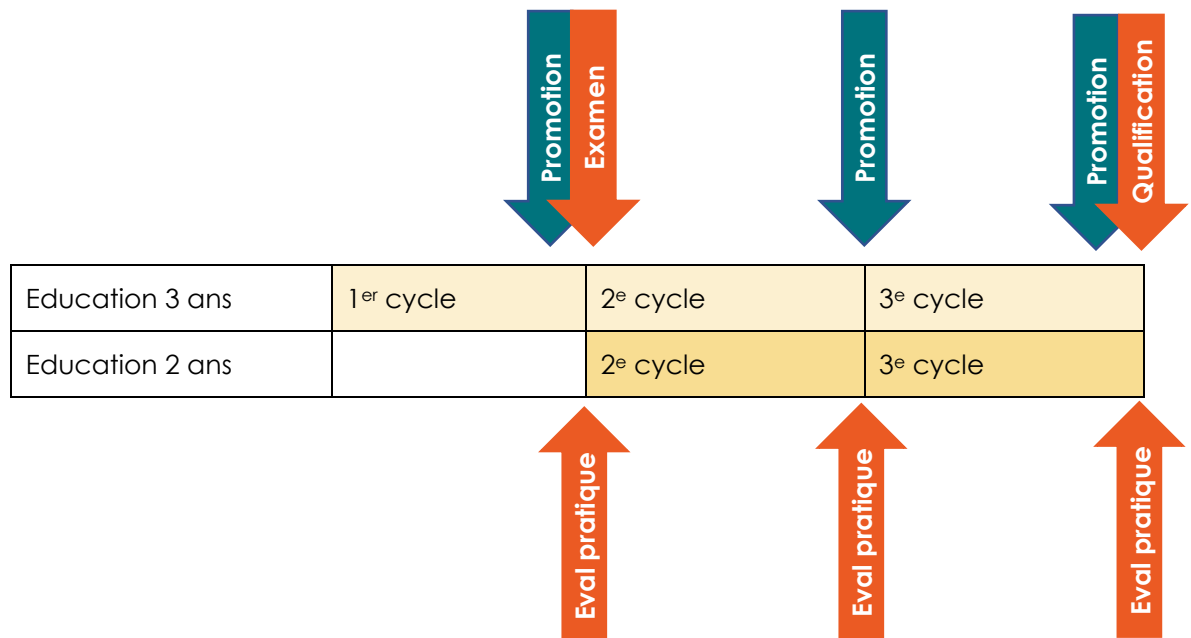 Promotion
Examen
Promotion
Promotion
Qualification
Education 3 ans
1er cycle
2e cycle
3e cycle
Education 2 ans
2e cycle
3e cycle
Eval pratique
Eval pratique
Eval pratique